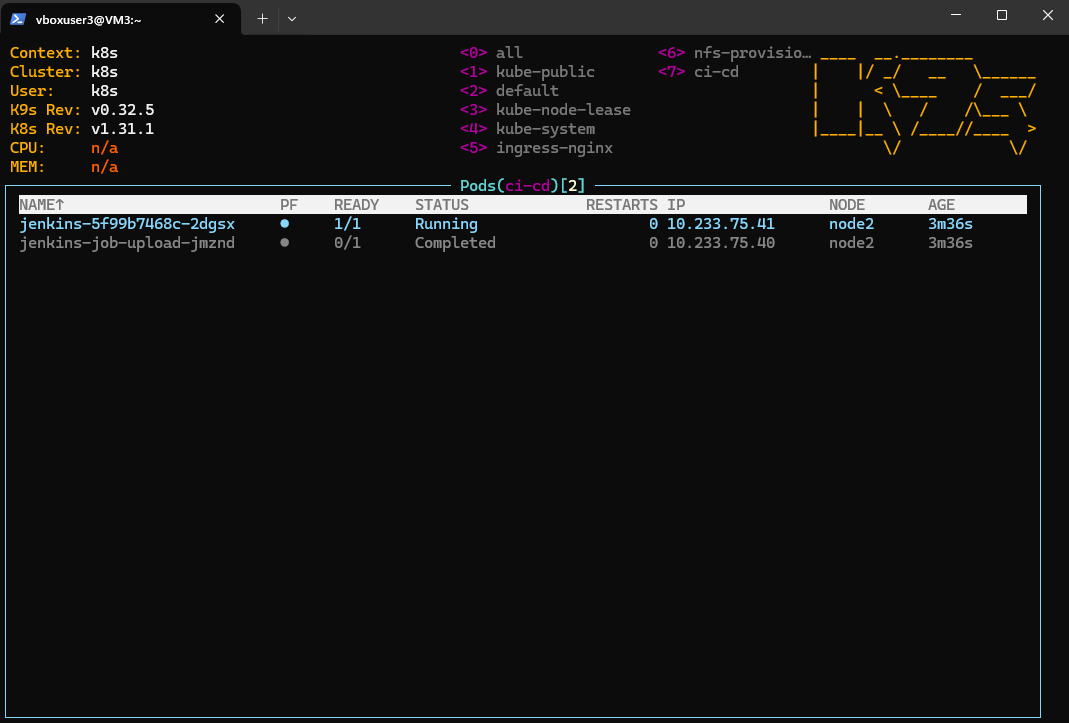 vboxuser3@VM3:~
Context: k8s <0> all <6> nfs-provisio…
Cluster: k8s <1> kube-public <7> ci-cd
User: k8s <2> default
K9s Rev: v0.32.5 <3> kube-node-lease
K8s Rev: v1.31.1 <4> kube-system
CPU: n/a <5> ingress-nginx
MEM: n/a
Pods(ci-cd)[2]
NAME↑ PF READY STATUS RESTARTS IP NODE AGE
jenkins-5f99b7468c-2dgsx ● 1/1 Running 0 10.233.75.41 node2 3m36s
jenkins-job-upload-jmznd ● 0/1 Completed 0 10.233.75.40 node2 3m36s